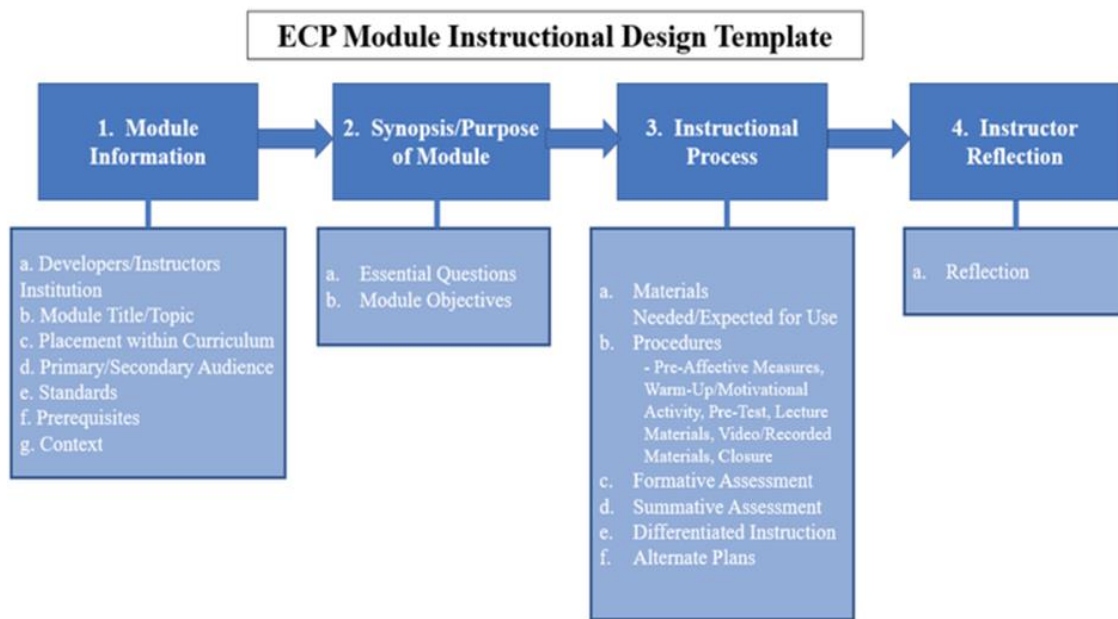 ECP Module Instructional Design Template
1. Module
Information
2. Synopsis/Purpose
of Module
3. Instructional
Process
4. Instructor
Reflection
a. Developers/Instructors
Institution
b. Module Title/Topic
c. Placement within Curriculum
d. Primary/Secondary Audience
e. Standards
f. Prerequisites
g. Context
a. Essential Questions
b. Module Objectives
a. Materials
Needed/Expected for Use
b. Procedures
- Pre-Affective Measures,
Warm-Up/Motivational
Activity, Pre-Test, Lecture
Materials, Video/Recorded
Materials, Closure
c. Formative Assessment
d. Summative Assessment
e. Differentiated Instruction
f. Alternate Plans
a. Reflection